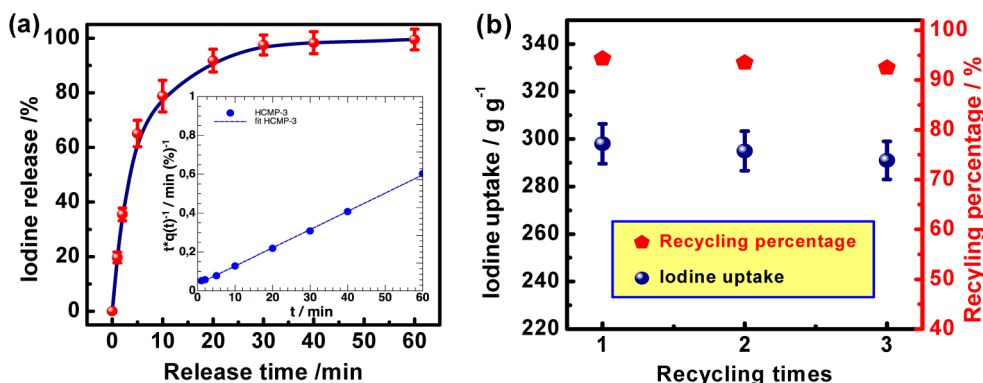 (a)
100
80
60
40
20
0
Iodine release /%
0 10 20 30 40 50 60
Release time /min
HCMP-3
fit HCMP-3
1
0,8
0,6
0,4
0,2
0
t*q(t)⁻¹ / min (%)⁻¹
0 10 20 30 40 50 60
t / min
(b)
340
320
300
280
260
240
220
Iodine uptake / g g⁻¹
1 2 3
Recycling times
Recycling percentage
Iodine uptake
100
90
80
70
60
50
40
Recyling percentage / %